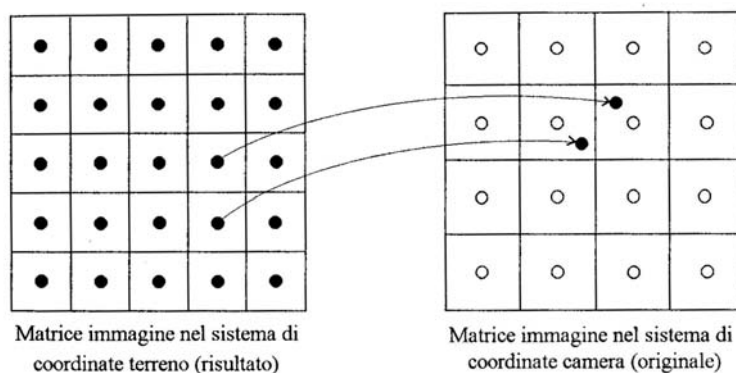 Matrice immagine nel sistema di
coordinate terreno (risultato)
Matrice immagine nel sistema di
coordinate camera (originale)